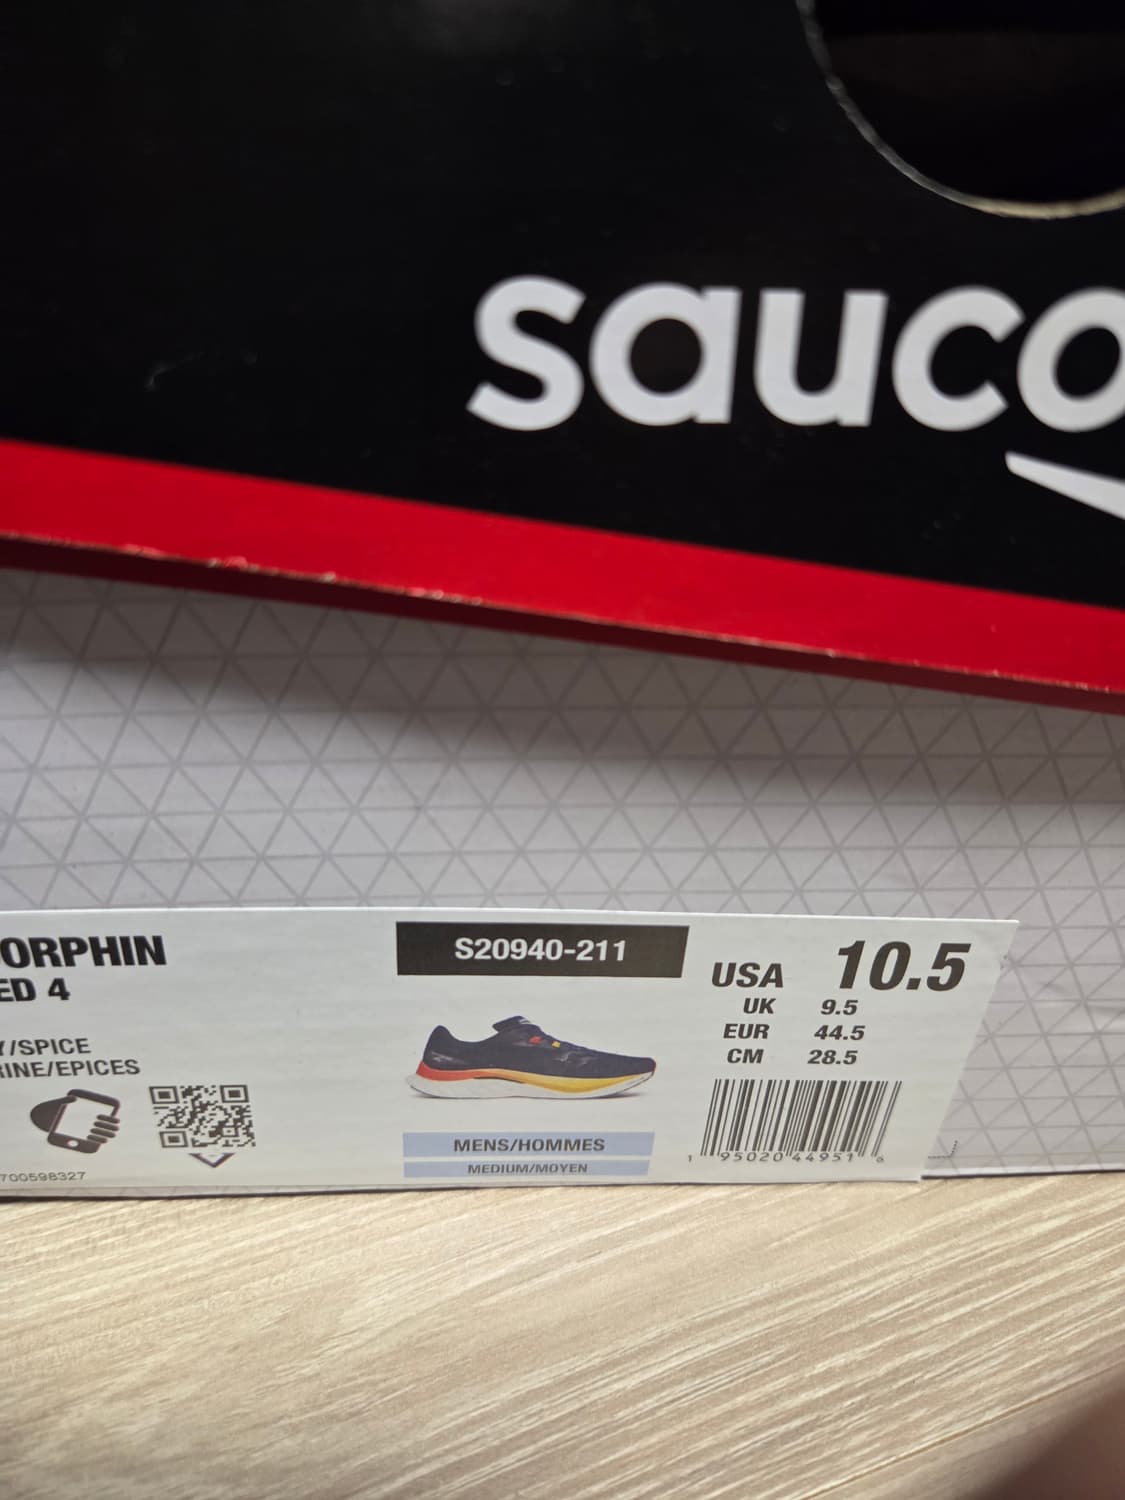 sauco
ORPHIN
ED 4
Y/SPICE
RINE/EPICES
700598327
S20940-211
MENS/HOMMES
MEDIUM/MOYEN
USA 10.5
UK 9.5
EUR 44.5
CM 28.5
1 95020 44951 6